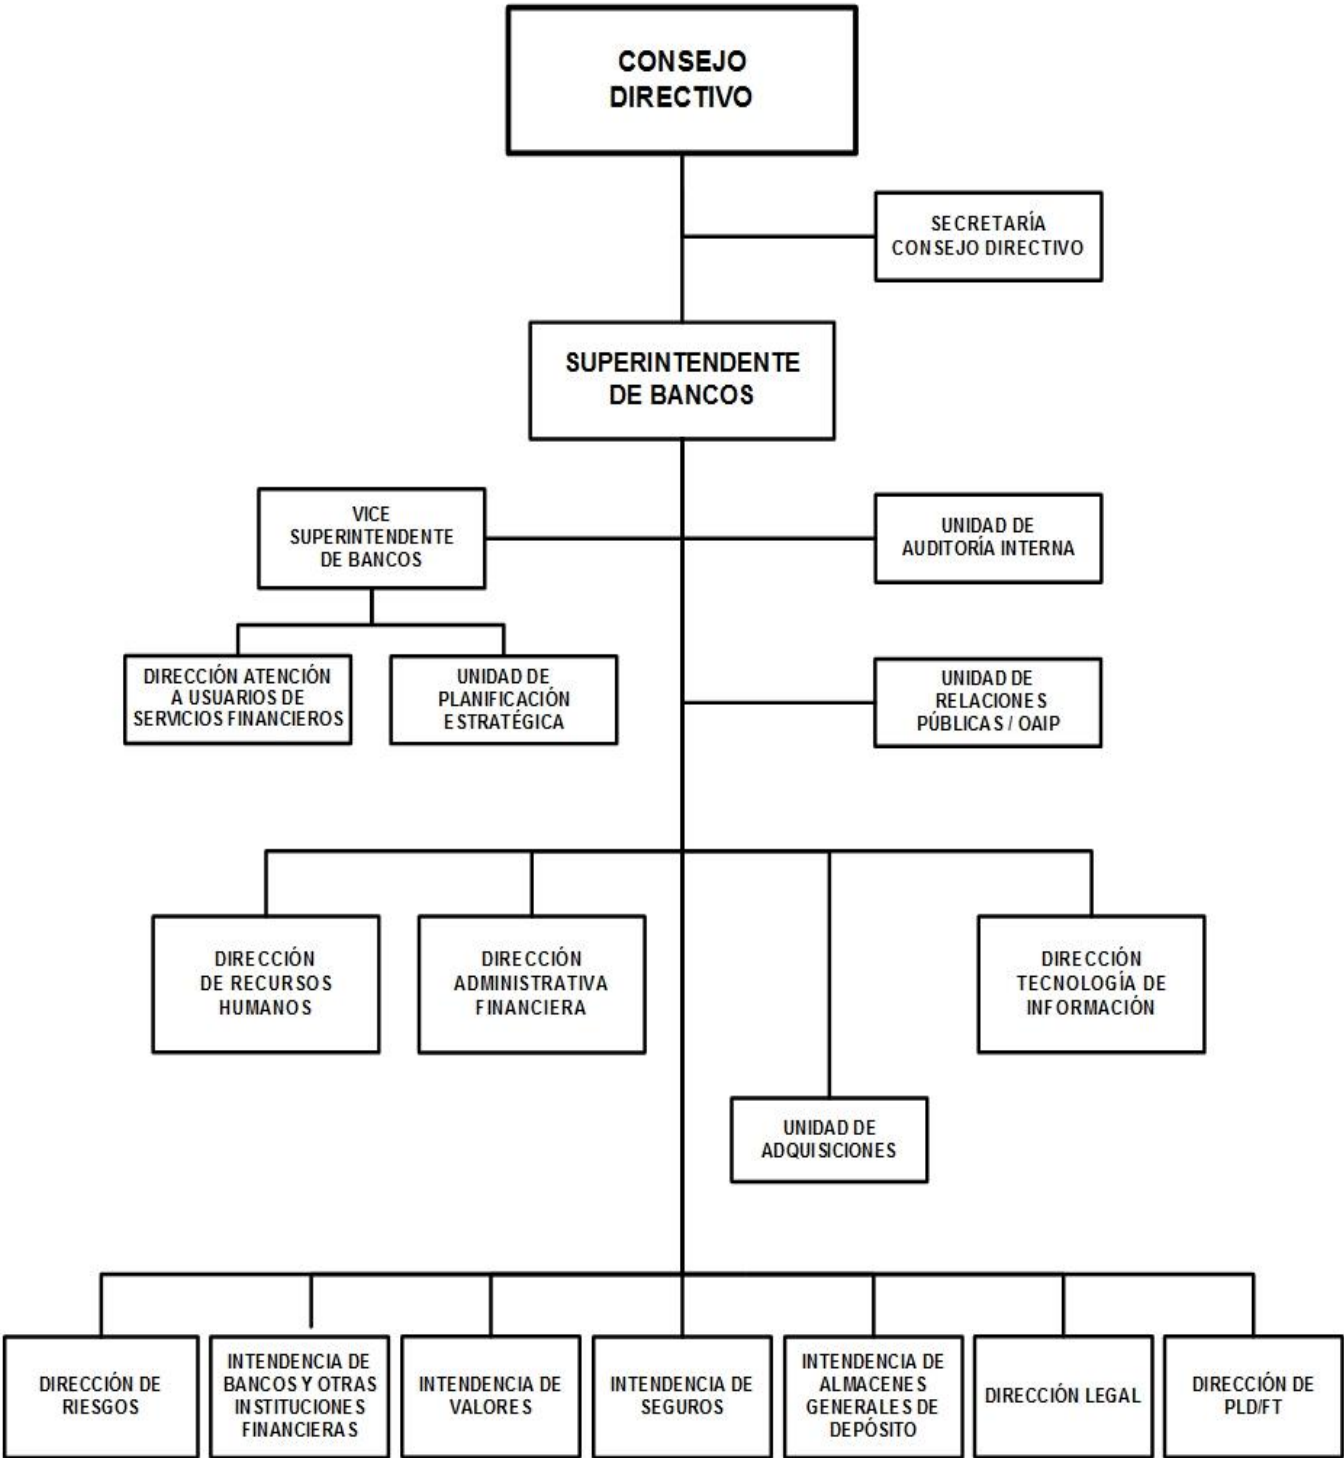 CONSEJO
DIRECTIVO
SECRETARÍA
CONSEJO DIRECTIVO
SUPERINTENDENTE
DE BANCOS
VICE
SUPERINTENDENTE
DE BANCOS
UNIDAD DE
AUDITORÍA INTERNA
DIRECCIÓN ATENCIÓN
A USUARIOS DE
SERVICIOS FINANCIEROS
UNIDAD DE
PLANIFICACIÓN
ESTRATÉGICA
UNIDAD DE
RELACIONES
PÚBLICAS / OAIP
DIRECCIÓN
DE RECURSOS
HUMANOS
DIRECCIÓN
ADMINISTRATIVA
FINANCIERA
DIRECCIÓN
TECNOLOGÍA DE
INFORMACIÓN
UNIDAD DE
ADQUISICIONES
DIRECCIÓN DE
RIESGOS
INTENDENCIA DE
BANCOS Y OTRAS
INSTITUCIONES
FINANCIERAS
INTENDENCIA DE
VALORES
INTENDENCIA DE
SEGUROS
INTENDENCIA DE
ALMACENES
GENERALES DE
DEPÓSITO
DIRECCIÓN LEGAL
DIRECCIÓN DE
PLD/FT